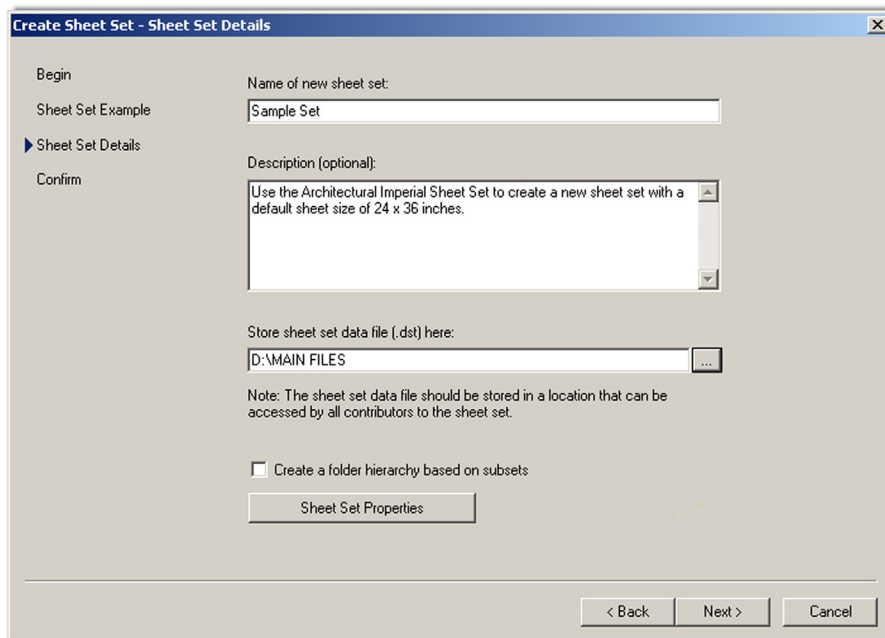 Create Sheet Set - Sheet Set Details
Begin
Sheet Set Example
Sheet Set Details
Confirm
Name of new sheet set:
Sample Set
Description (optional):
Use the Architectural Imperial Sheet Set to create a new sheet set with a
default sheet size of 24 x 36 inches.
Store sheet set data file (.dst) here:
D:\MAIN FILES
...
Note: The sheet set data file should be stored in a location that can be
accessed by all contributors to the sheet set.
Create a folder hierarchy based on subsets
Sheet Set Properties
< Back
Next >
Cancel